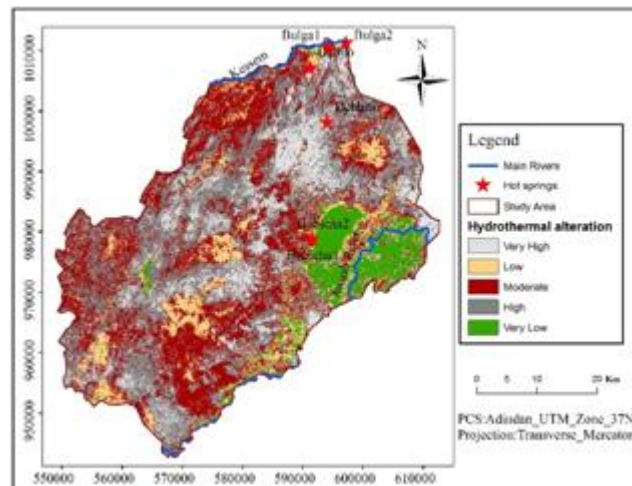 Bulga1
Bulga2
Kessem
N
1010000
1000000
990000
980000
970000
960000
950000
550000
560000
570000
580000
590000
600000
610000
Legend
Main Rivers
Hot springs
Study Area
Hydrothermal alteration
Very High
Low
Moderate
High
Very Low
0 5 10 20 Km
PCS:Adindan_UTM_Zone_37N
Projection:Transverse_Mercator